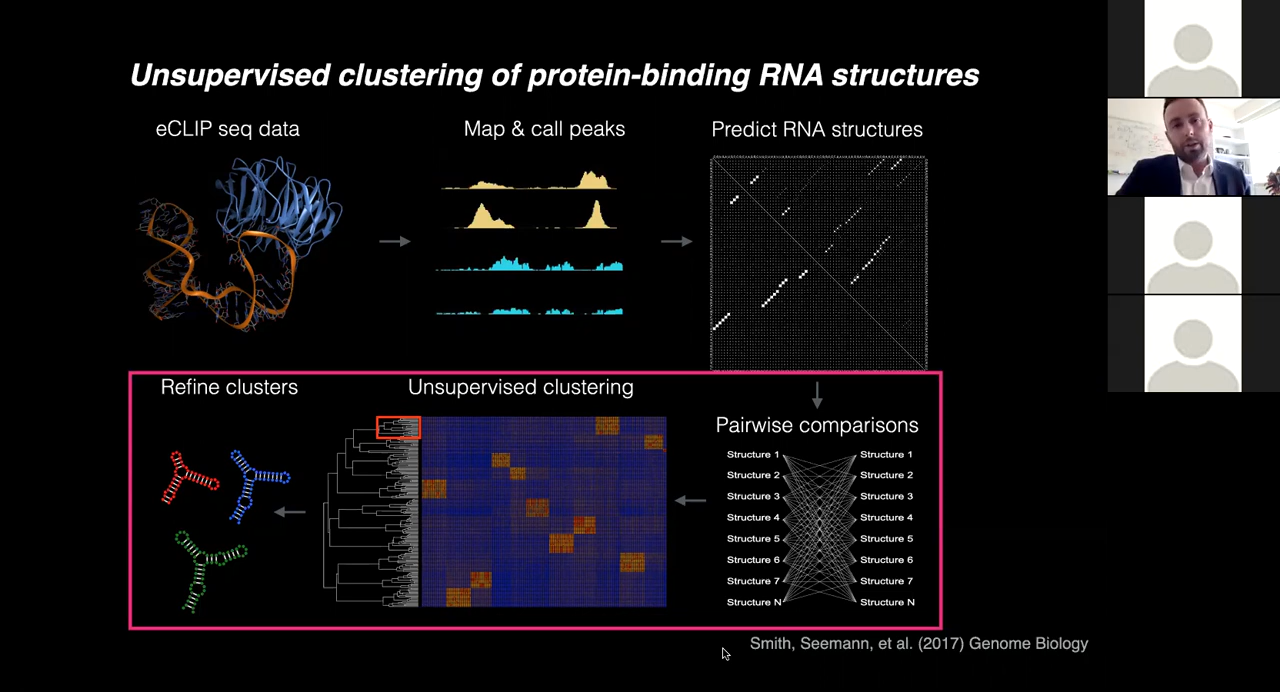 Unsupervised clustering of protein-binding RNA structures
eCLIP seq data
Map & call peaks
Predict RNA structures
Refine clusters
Unsupervised clustering
Pairwise comparisons
Structure 1
Structure 2
Structure 3
Structure 4
Structure 5
Structure 6
Structure 7
Structure N
Structure 1
Structure 2
Structure 3
Structure 4
Structure 5
Structure 6
Structure 7
Structure N
Smith, Seemann, et al. (2017) Genome Biology